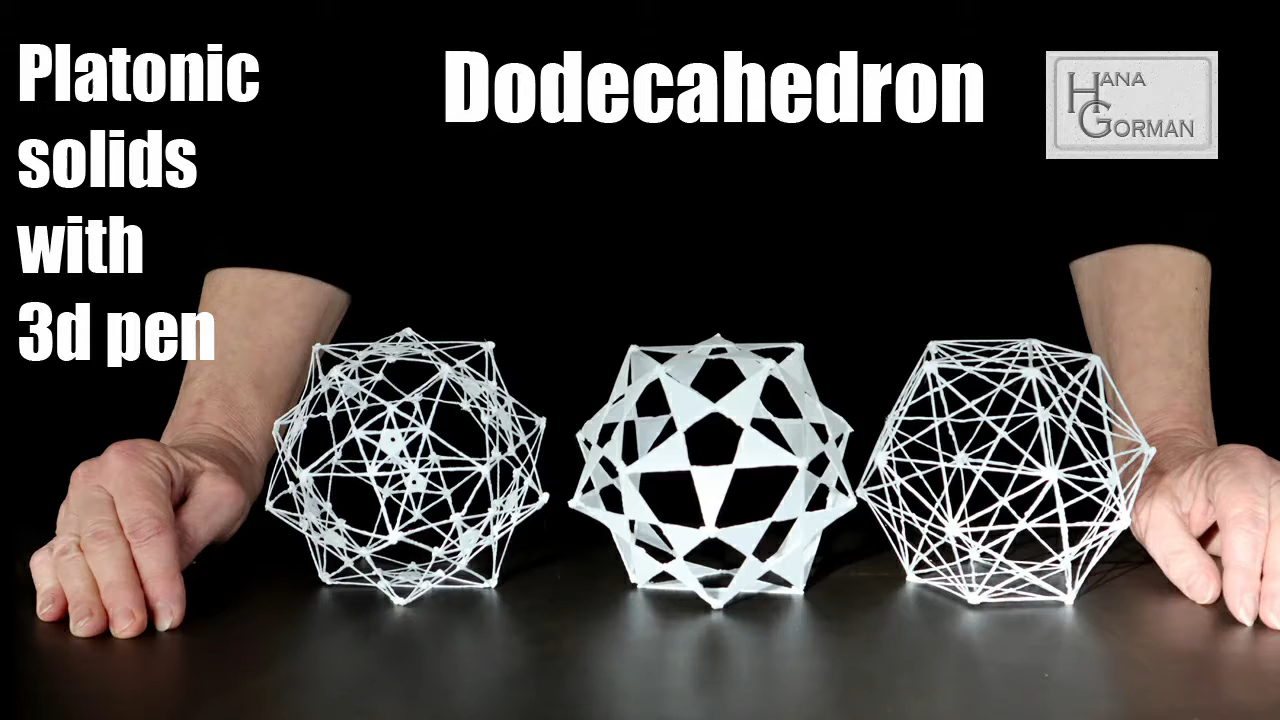 Platonic
solids
with
3d pen
Dodecahedron
HANA
GORMAN